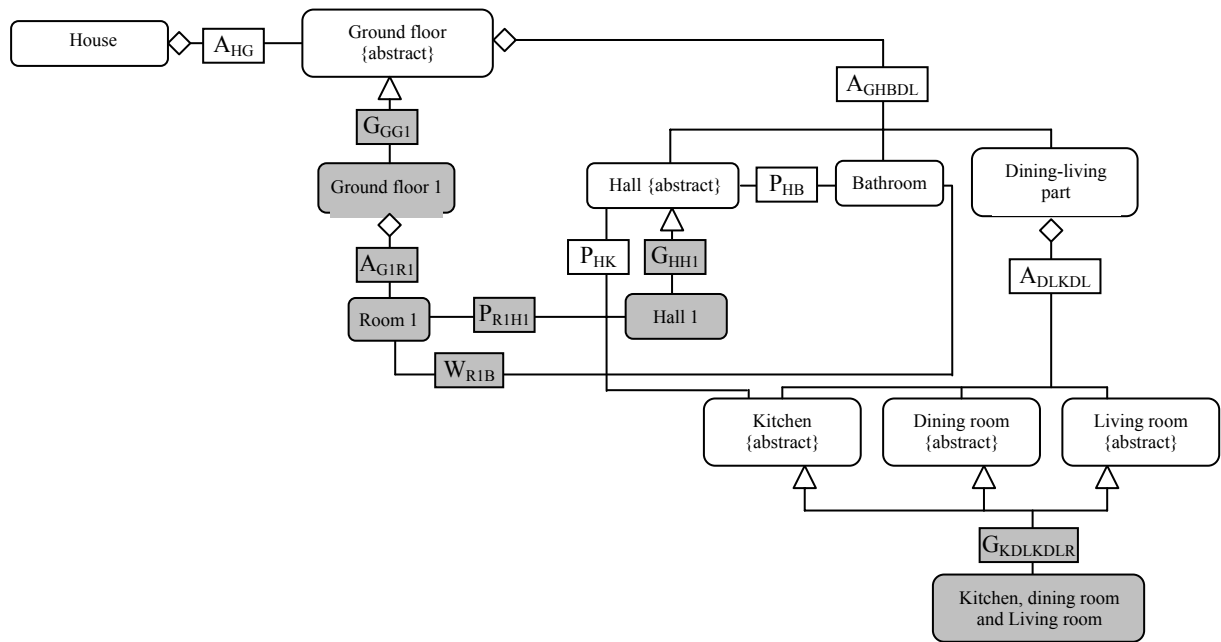 House
A_HG
Ground floor
{abstract}
A_GHBDL
G_GG1
Ground floor 1
Hall {abstract}
P_HB
Bathroom
Dining-living
part
A_G1R1
P_HK
G_HH1
A_DLKDL
Room 1
P_R1H1
Hall 1
W_R1B
Kitchen
{abstract}
Dining room
{abstract}
Living room
{abstract}
G_KDLKDLR
Kitchen, dining room
and Living room